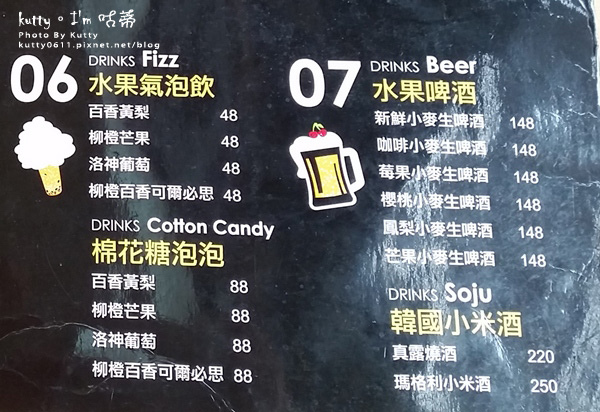 kutty。I'm 咕蒂
Photo By Kutty
kutty0611.pixnet.net/blog
06 DRINKS Fizz
水果氣泡飲
百香黃梨 48
柳橙芒果 48
洛神葡萄 48
柳橙百香可爾必思 48
DRINKS Cotton Candy
棉花糖泡泡
百香黃梨 88
柳橙芒果 88
洛神葡萄 88
柳橙百香可爾必思 88
07 DRINKS Beer
水果啤酒
新鮮小麥生啤酒 148
咖啡小麥生啤酒 148
莓果小麥生啤酒 148
櫻桃小麥生啤酒 148
鳳梨小麥生啤酒 148
芒果小麥生啤酒 148
DRINKS Soju
韓國小米酒
真露燒酒 220
瑪格利小米酒 250